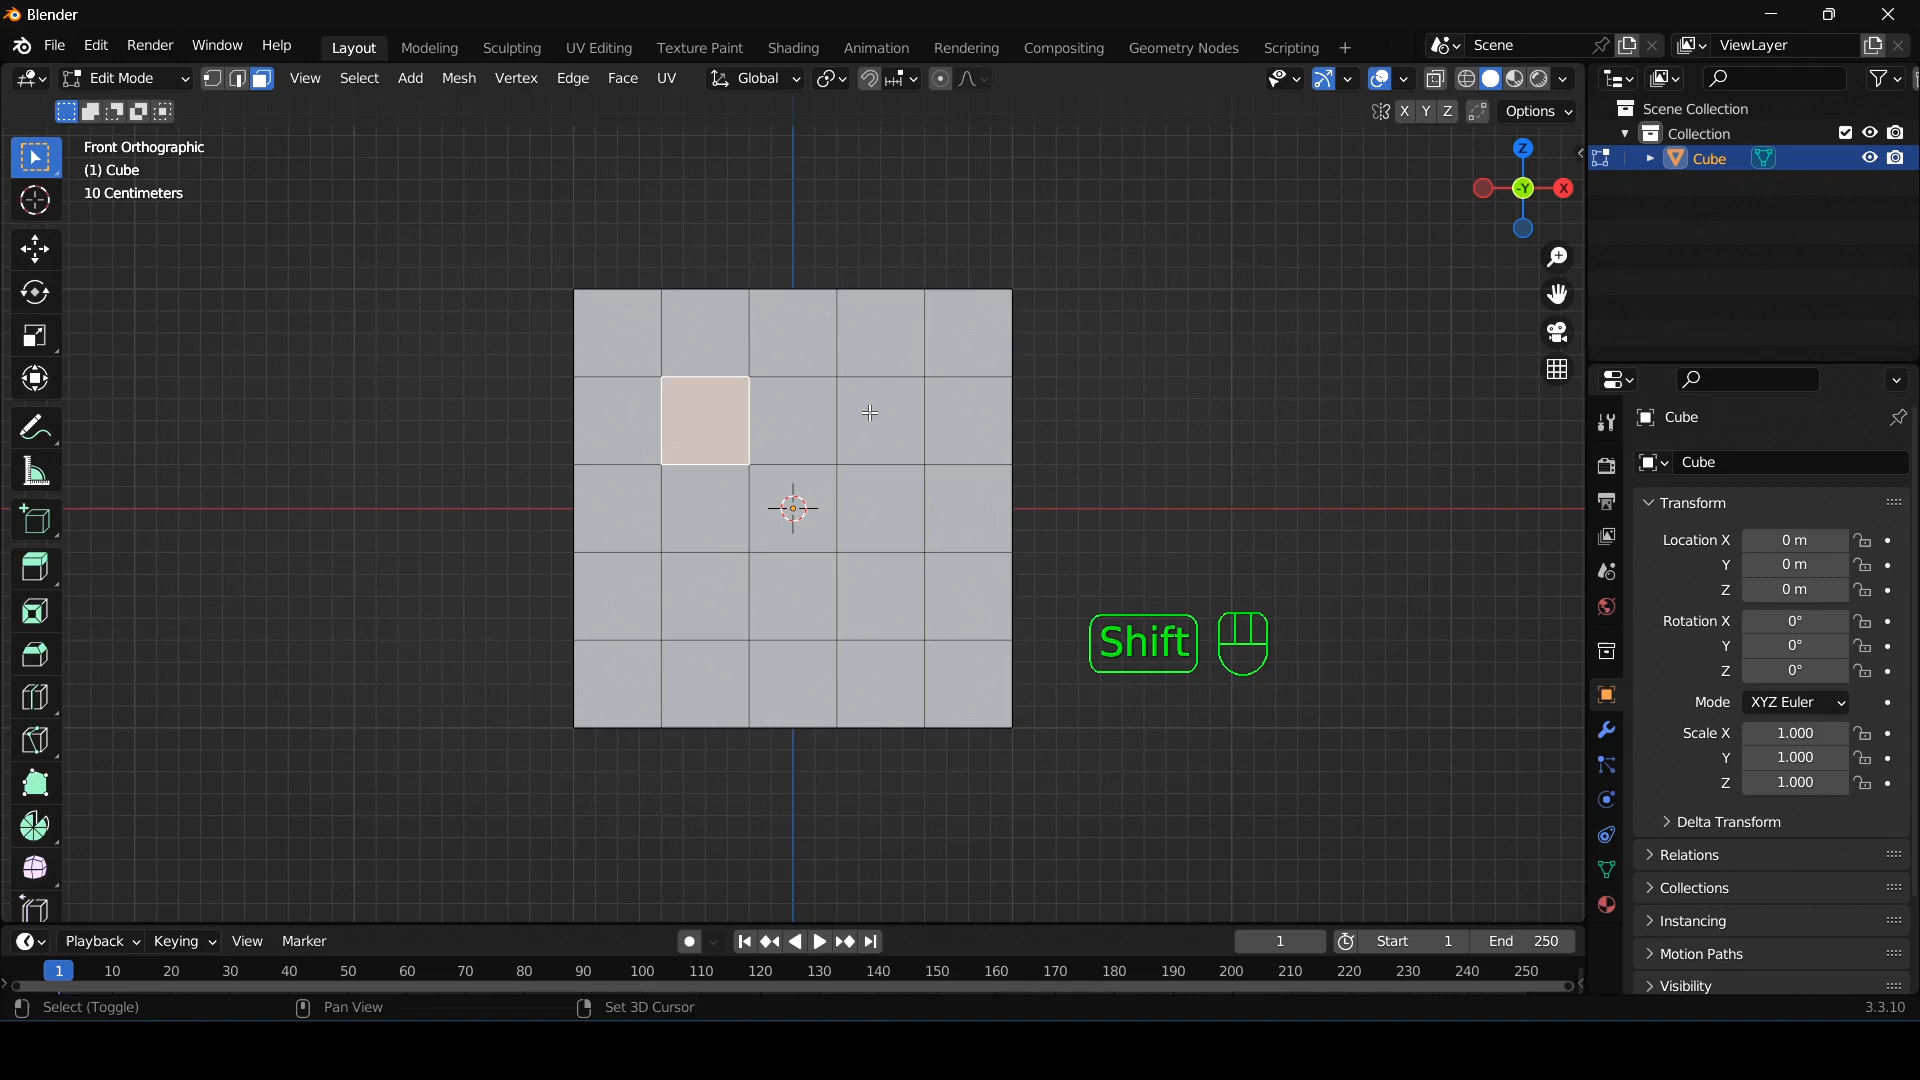 Blender
File Edit Render Window Help Layout Modeling Sculpting UV Editing Texture Paint Shading Animation Rendering Compositing Geometry Nodes Scripting + Scene ViewLayer
Edit Mode View Select Add Mesh Vertex Edge Face UV Global
X Y Z Options
Scene Collection
Collection
Cube
Front Orthographic
(1) Cube
10 Centimeters
Z
-Y X
Cube
Cube
Transform
Location X 0 m
Y 0 m
Z 0 m
Rotation X 0°
Y 0°
Z 0°
Mode XYZ Euler
Scale X 1.000
Y 1.000
Z 1.000
Delta Transform
Relations
Collections
Instancing
Motion Paths
Visibility
Shift
Playback Keying View Marker 1 Start 1 End 250
1 10 20 30 40 50 60 70 80 90 100 110 120 130 140 150 160 170 180 190 200 210 220 230 240 250
Select (Toggle) Pan View Set 3D Cursor 3.3.10